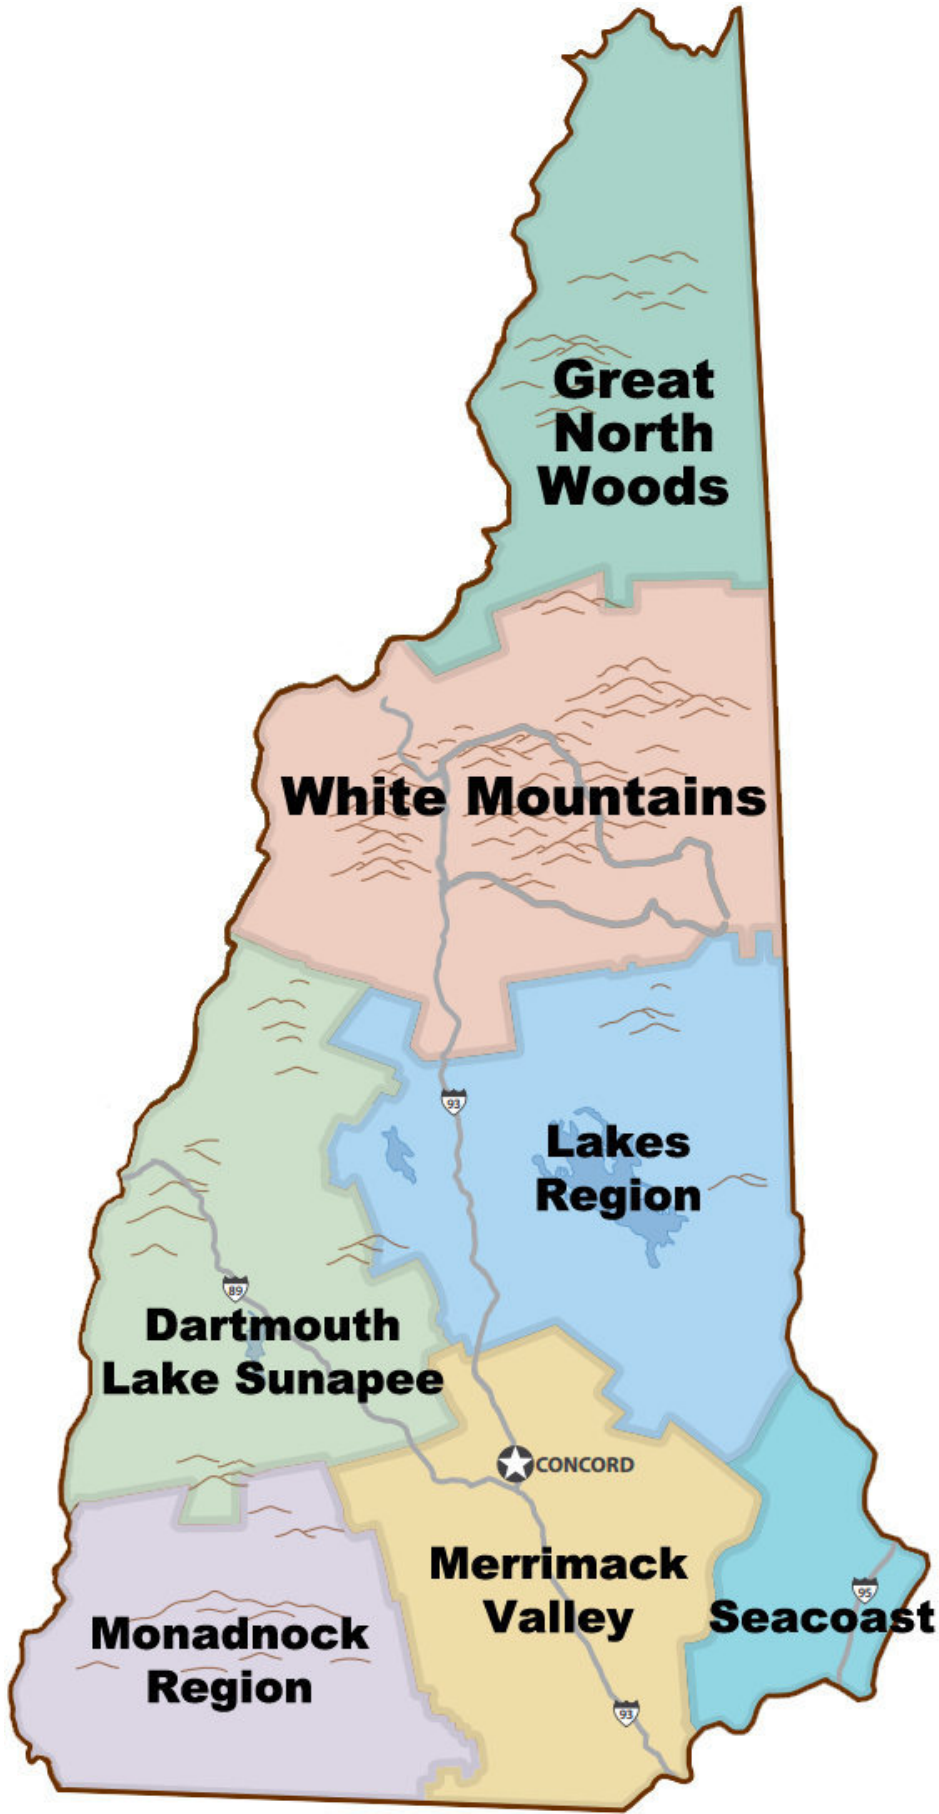 Great
North
Woods
White Mountains
93
Lakes
Region
89
Dartmouth
Lake Sunapee
CONCORD
Merrimack
Valley
95
Seacoast
Monadnock
Region
93